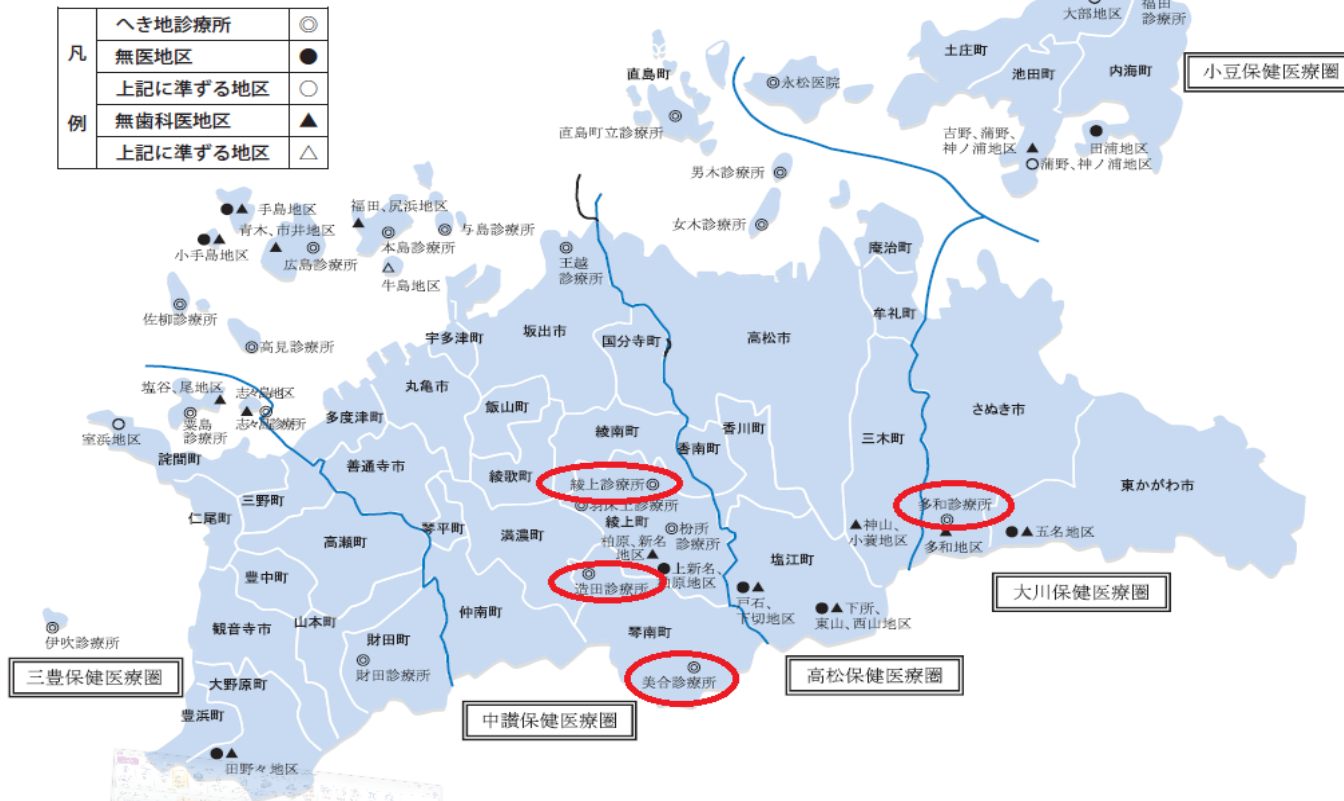 凡例
へき地診療所 ◎
無医地区 ●
上記に準ずる地区 ○
無歯科医地区 ▲
上記に準ずる地区 △
大部地区
福田
診療所
土庄町
池田町
内海町
小豆保健医療圏
直島町
◎永松医院
直島町立診療所
吉野、蒲野、
神ノ浦地区
○蒲野、神ノ浦地区
田浦地区
男木診療所◎
女木診療所◎
●▲手島地区
青木、市井地区
小手島地区
広島診療所
福田、尻浜地区
本島診療所
与島診療所
牛島地区
王越
診療所
庵治町
牟礼町
佐柳診療所
◎高見診療所
宇多津町
坂出市
国分寺町
高松市
丸亀市
塩谷、尾地区
志々島地区
粟島
診療所
志々島診療所
室浜地区
多度津町
飯山町
さぬき市
詫間町
善通寺市
綾南町
香川町
香南町
三木町
綾歌町
綾上診療所◎
東かがわ市
三野町
仁尾町
高瀬町
琴平町
満濃町
◎羽床上診療所
綾上町
◎枌所
診療所
柏原、新名
地区▲
●上新名、
柏原地区
造田診療所
多和診療所
多和地区
●▲五名地区
▲神山、
小蓑地区
塩江町
大川保健医療圏
豊中町
戸石、
下切地区
●▲下所、
東山、西山地区
観音寺市
山本町
仲南町
琴南町
財田町
財田診療所
美合診療所
伊吹診療所
三豊保健医療圏
大野原町
豊浜町
高松保健医療圏
中讃保健医療圏
●▲
田野々地区